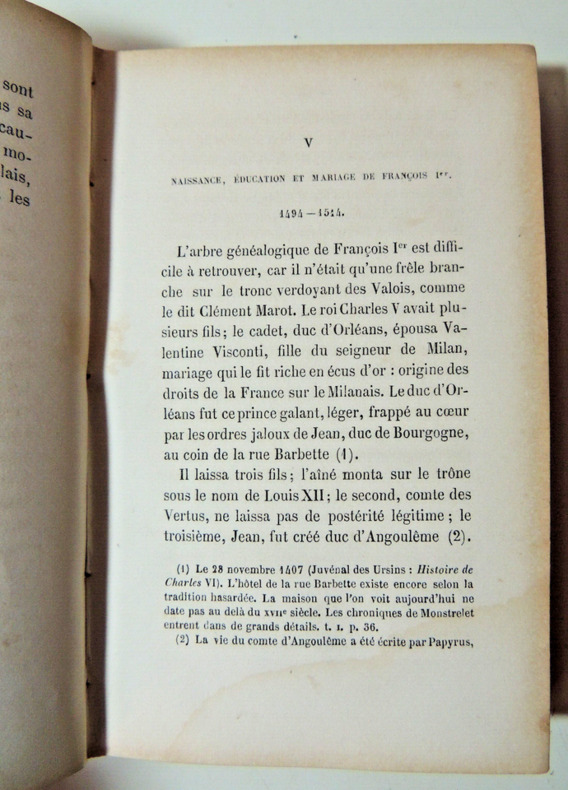 sont
sa
cau-
mo-
lais,
les
V
NAISSANCE, ÉDUCATION ET MARIAGE DE FRANÇOIS Ier.
1494—1514.
L'arbre généalogique de François Ier est diffi-
cile à retrouver, car il n'était qu'une frêle bran-
che sur le tronc verdoyant des Valois, comme
le dit Clément Marot. Le roi Charles V avait plu-
sieurs fils; le cadet, duc d'Orléans, épousa Va-
lentine Visconti, fille du seigneur de Milan,
mariage qui le fit riche en écus d'or : origine des
droits de la France sur le Milanais. Le duc d'Or-
léans fut ce prince galant, léger, frappé au cœur
par les ordres jaloux de Jean, duc de Bourgogne,
au coin de la rue Barbette (1).
Il laissa trois fils; l'aîné monta sur le trône
sous le nom de Louis XII; le second, comte des
Vertus, ne laissa pas de postérité légitime; le
troisième, Jean, fut créé duc d'Angoulême (2).
(1) Le 28 novembre 1407 (Juvénal des Ursins : Histoire de
Charles VI). L'hôtel de la rue Barbette existe encore selon la
tradition hasardée. La maison que l'on voit aujourd'hui ne
date pas au delà du XVIIe siècle. Les chroniques de Monstrelet
entrent dans de grands détails. t. I. p. 36.
(2) La vie du comte d'Angoulême a été écrite par Papyrus,